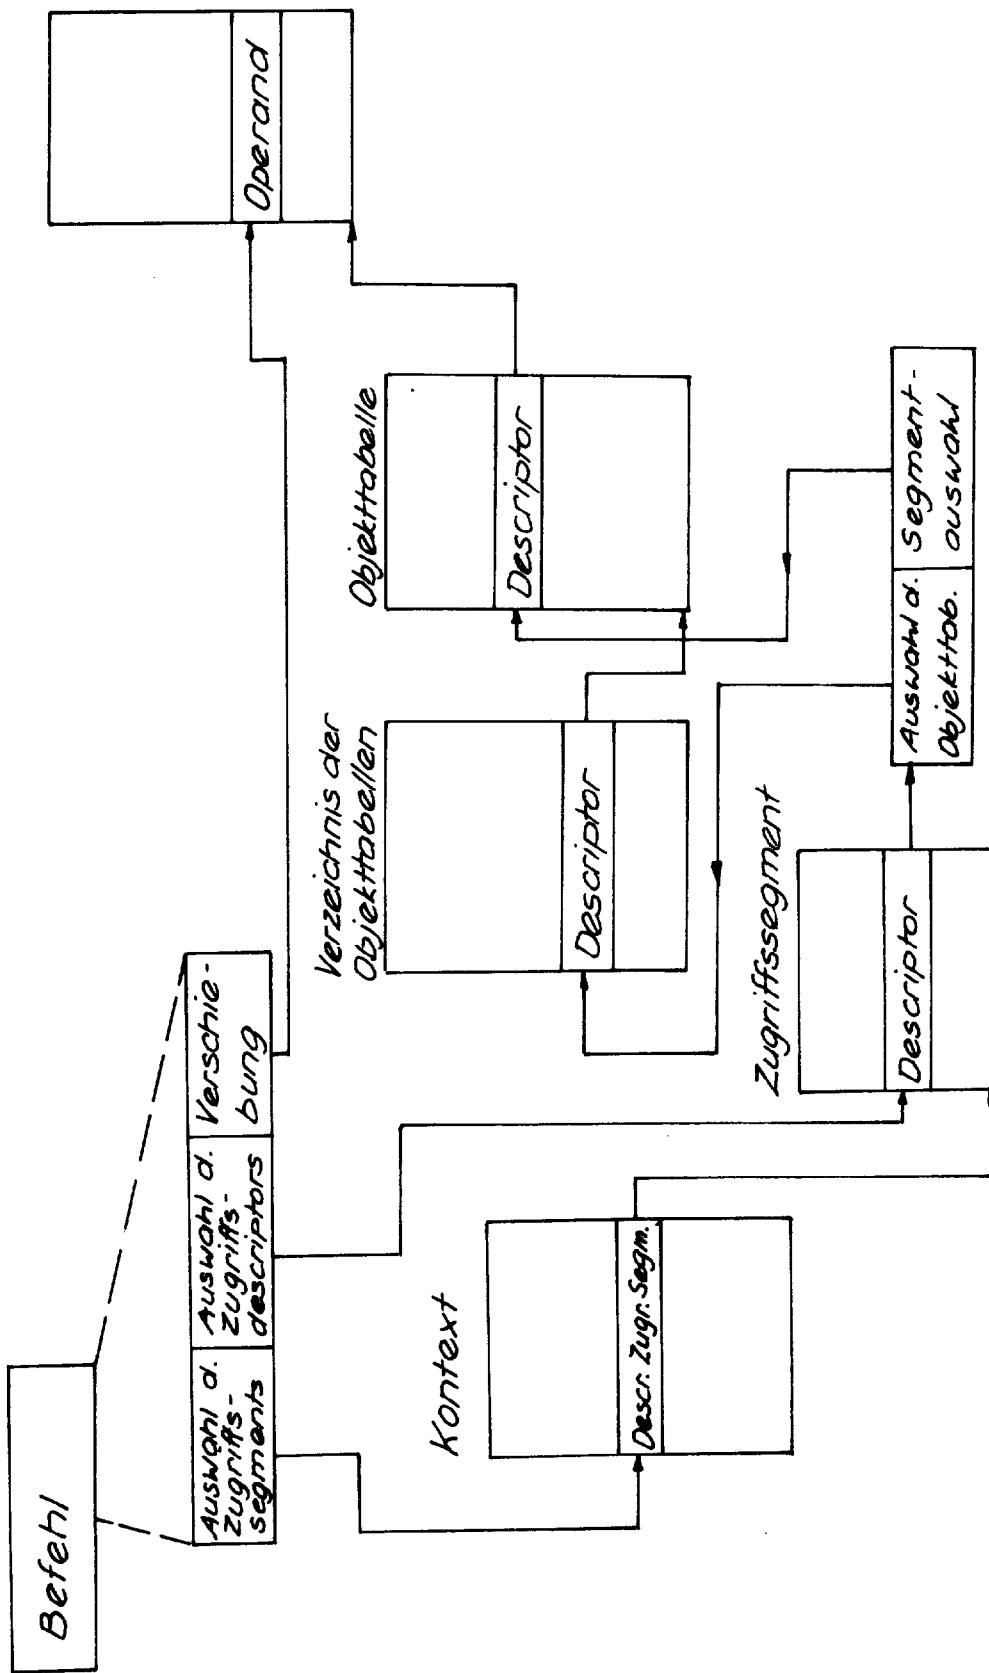 Befehl
Auswahl d.
Zugriffs-
segments
Auswahl d.
Zugriffs-
descriptors
Verschie-
bung
Operand
Kontext
Descr. Zugr. Segm.
Verzeichnis der
Objekttabellen
Descriptor
Objekttabelle
Descriptor
Zugriffssegment
Descriptor
Auswahl d.
Objekttab.
Segment-
auswahl